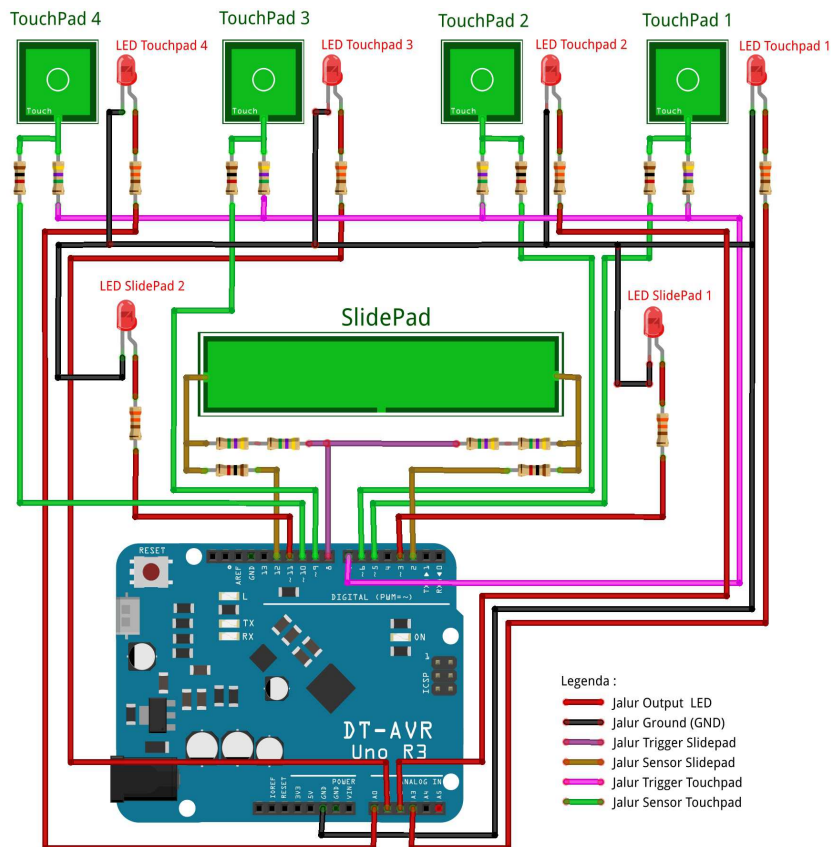 TouchPad 4
TouchPad 3
TouchPad 2
TouchPad 1
LED Touchpad 4
LED Touchpad 3
LED Touchpad 2
LED Touchpad 1
Touch
Touch
Touch
Touch
LED SlidePad 2
LED SlidePad 1
SlidePad
RESET
AREF
GND
13
12
~11
~10
~9
8
~6
~5
4
~3
2
TX▶1
RX◀0
L
DIGITAL (PWM=~)
TX
RX
ON
1
ICSP
DT-AVR
Uno R3
POWER
ANALOG IN
IOREF
RESET
3V3
5V
GND
GND
VIN
A0
A3
A4
A5
Legenda :
Jalur Output LED
Jalur Ground (GND)
Jalur Trigger Slidepad
Jalur Sensor Slidepad
Jalur Trigger Touchpad
Jalur Sensor Touchpad